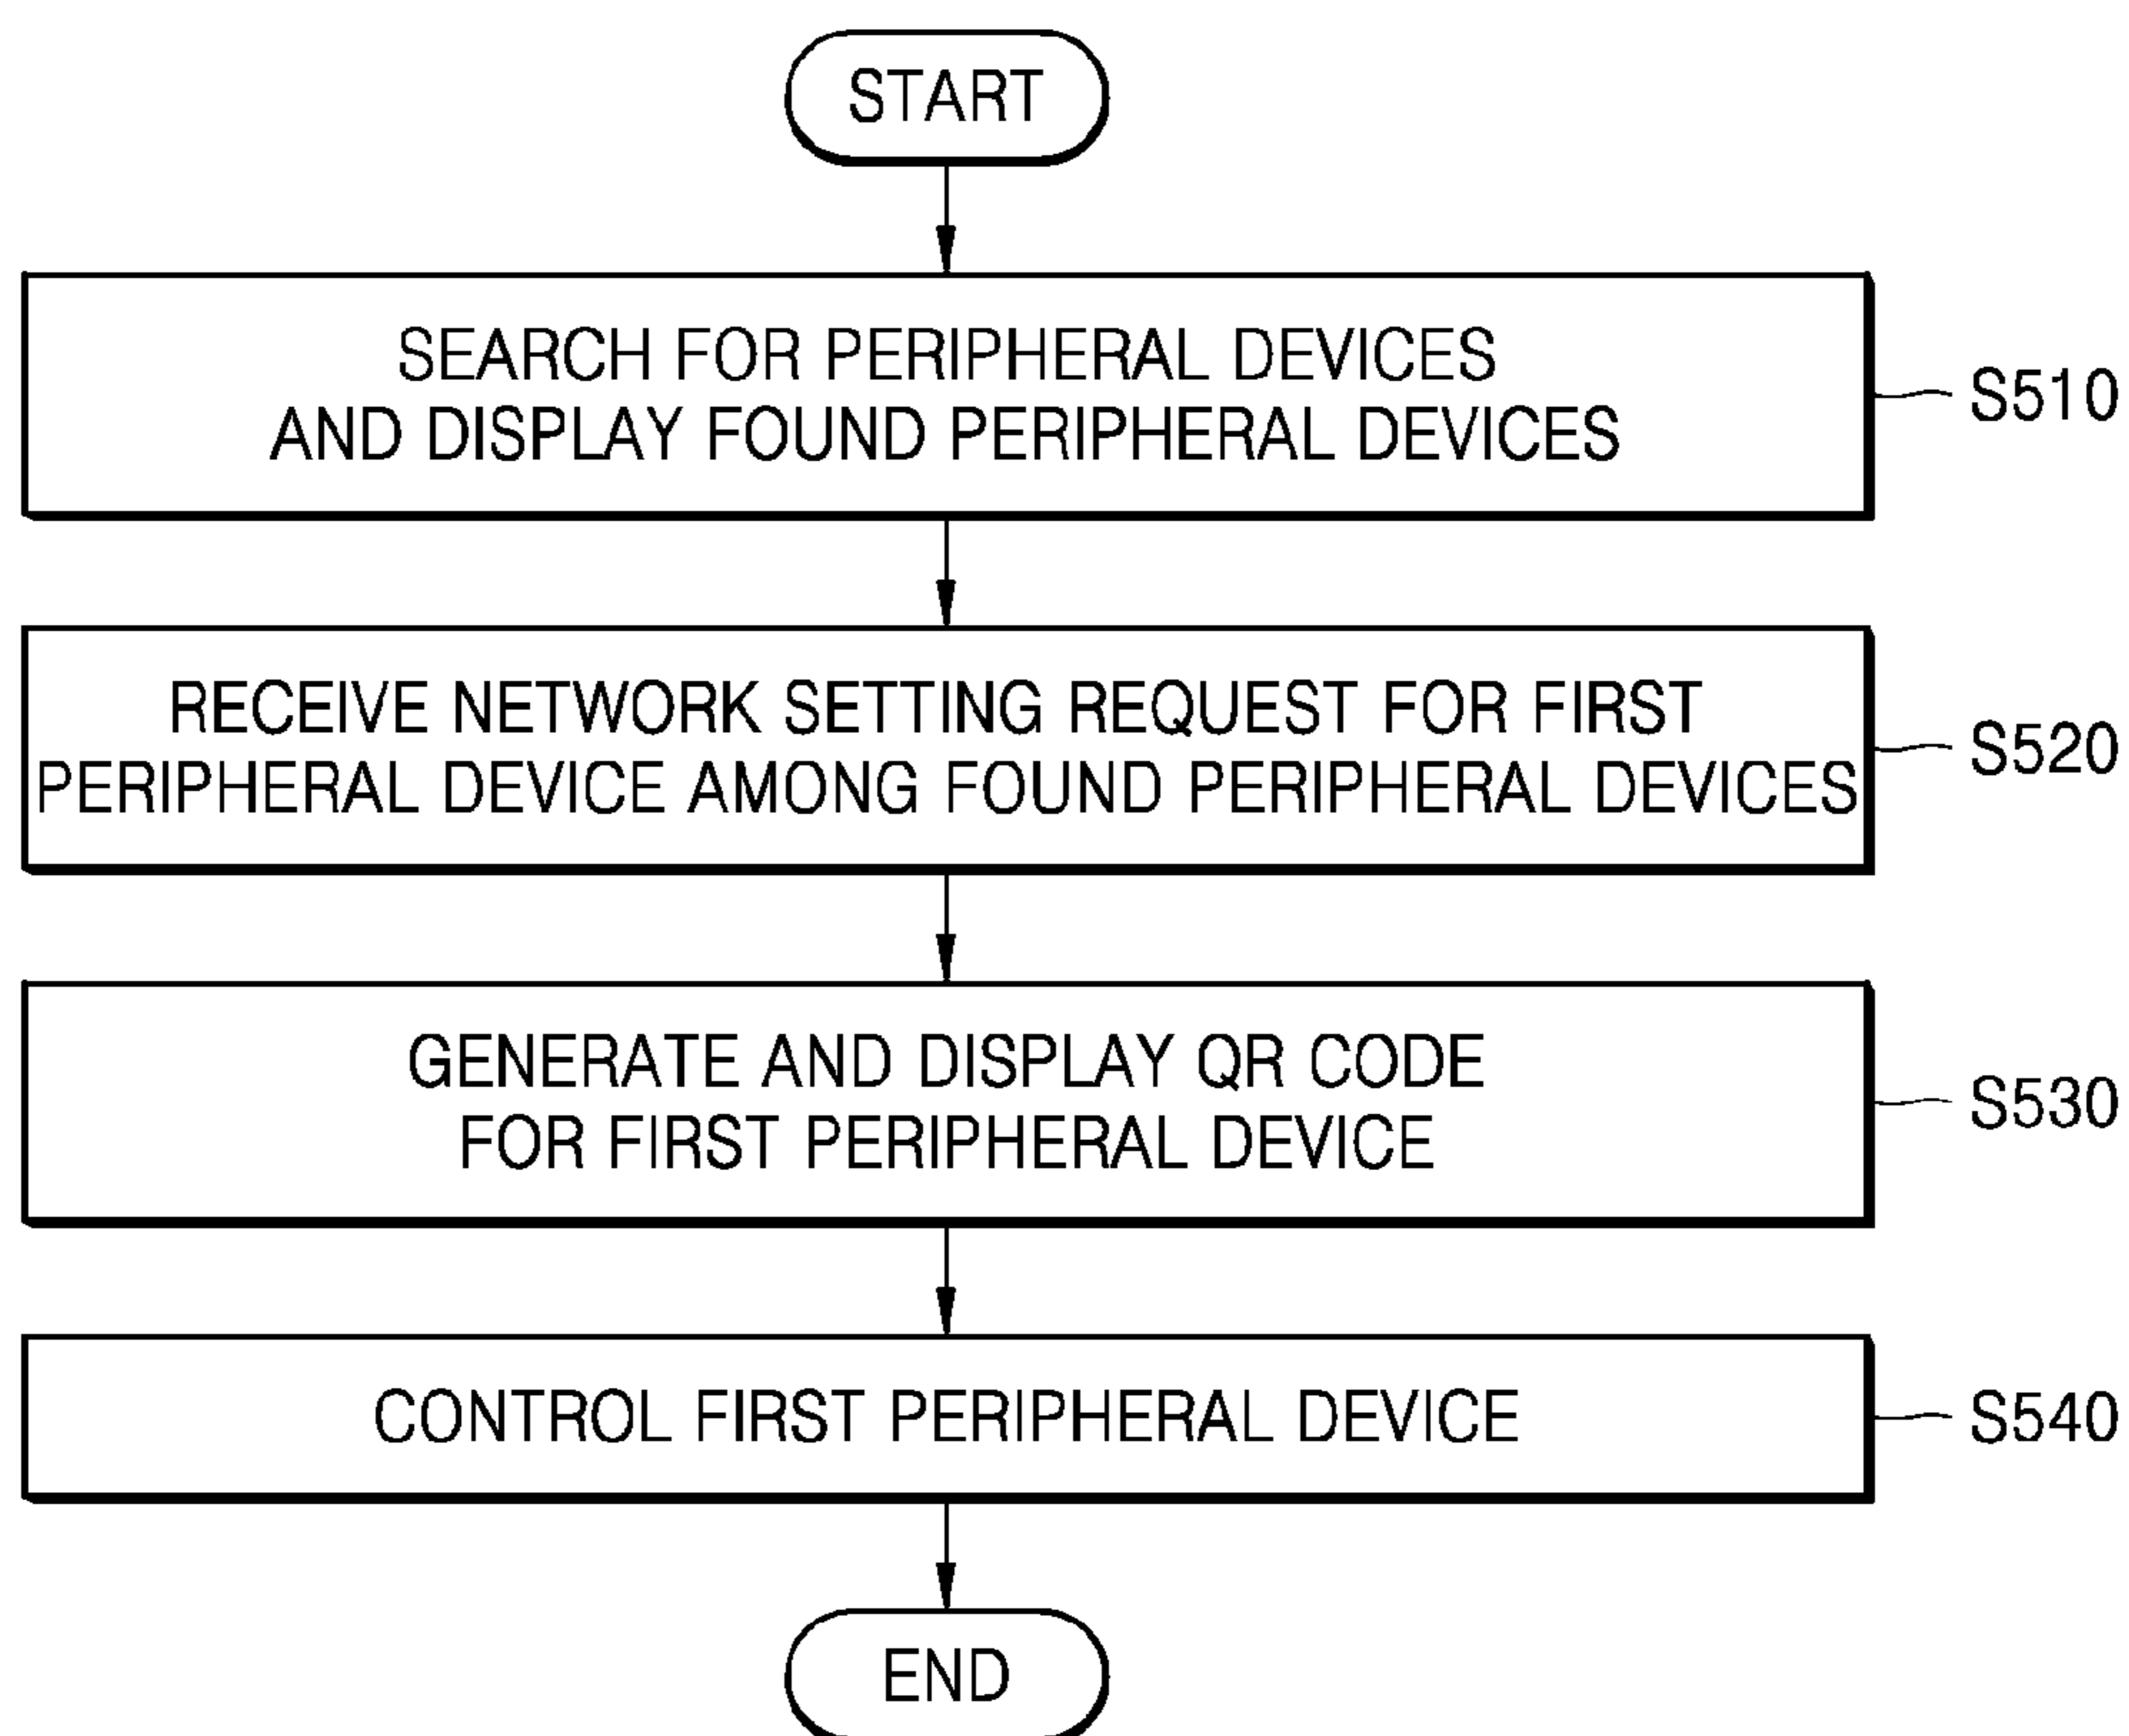 START
SEARCH FOR PERIPHERAL DEVICES
AND DISPLAY FOUND PERIPHERAL DEVICES
S510
RECEIVE NETWORK SETTING REQUEST FOR FIRST
PERIPHERAL DEVICE AMONG FOUND PERIPHERAL DEVICES
S520
GENERATE AND DISPLAY QR CODE
FOR FIRST PERIPHERAL DEVICE
S530
CONTROL FIRST PERIPHERAL DEVICE
S540
END